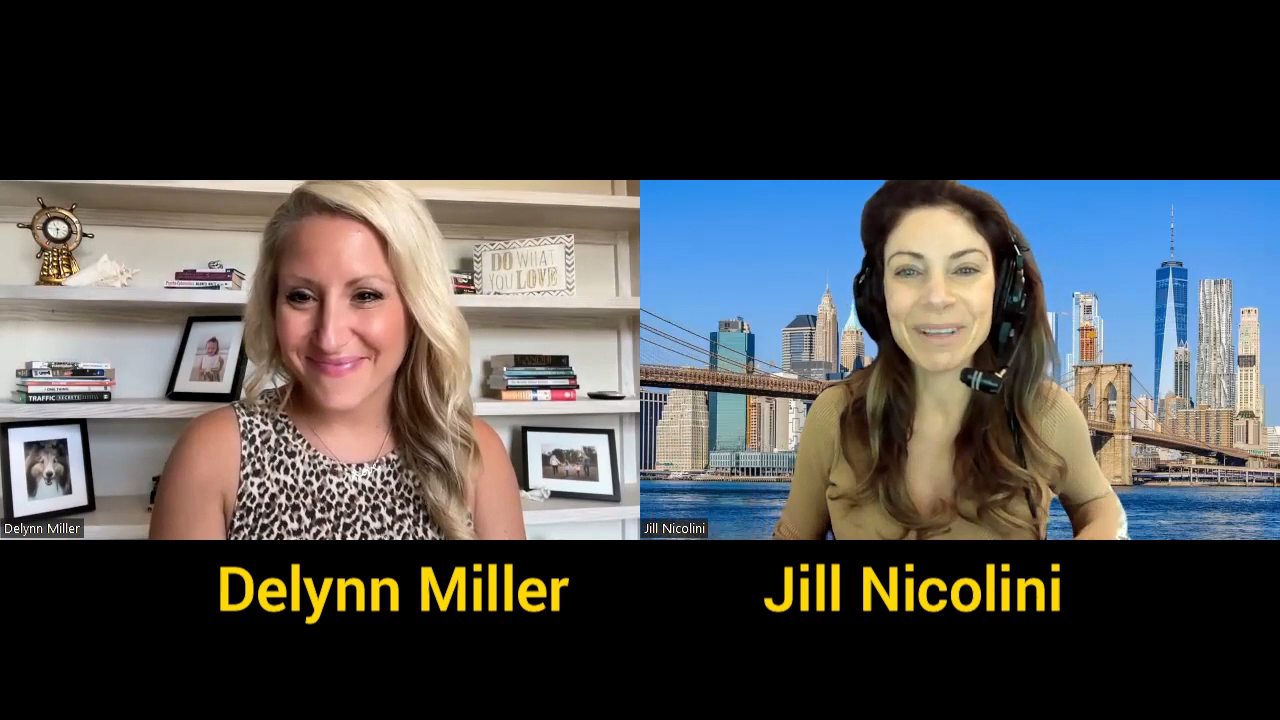 DO WHAT
YOU LOVE
TRAFFIC SECRETS
Delynn Miller
Jill Nicolini
Delynn Miller
Jill Nicolini